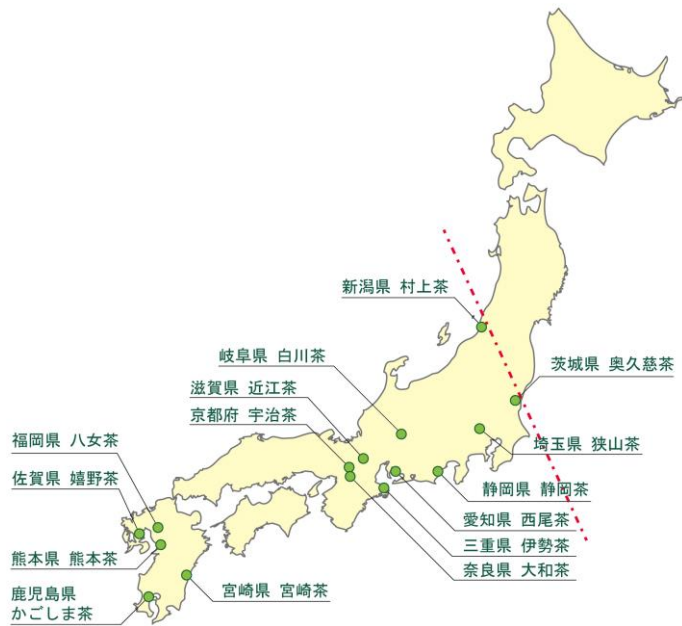 新潟県 村上茶
岐阜県 白川茶
茨城県 奥久慈茶
滋賀県 近江茶
京都府 宇治茶
福岡県 八女茶
埼玉県 狭山茶
佐賀県 嬉野茶
静岡県 静岡茶
愛知県 西尾茶
三重県 伊勢茶
熊本県 熊本茶
奈良県 大和茶
宮崎県 宮崎茶
鹿児島県
かごしま茶